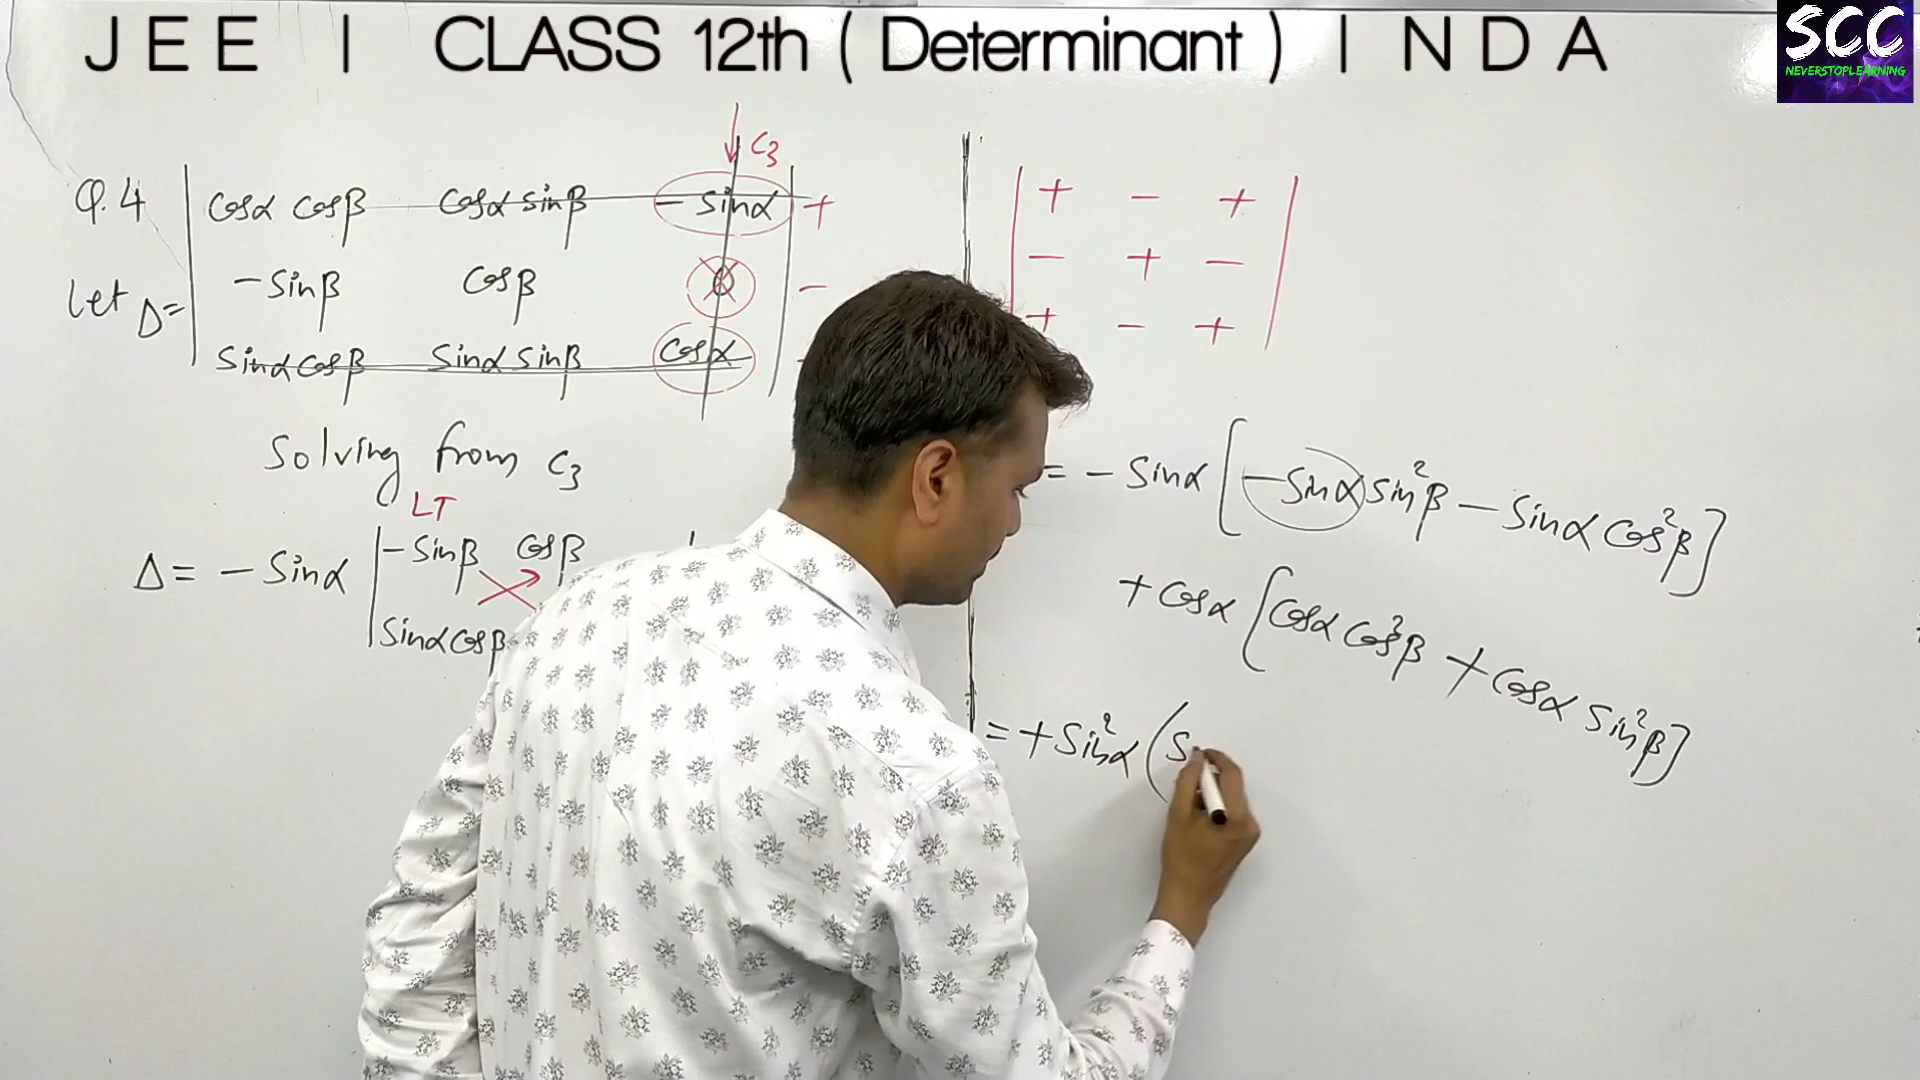 JEE | CLASS 12th ( Determinant ) | NDA
SCC
NEVERSTOPLEARNING
C₃
Q.4 | Cosα Cosβ Cosα Sinβ - Sinα | +
Let Δ= | -Sinβ Cosβ 0 | -
Sinα Cosβ Sinα Sinβ Cosα
Solving from C₃
LT
Δ = - Sinα | -Sinβ Cosβ
Sinα Cosβ
| + - + |
- + -
+ - +
= - Sinα [ -Sinα Sin²β - Sinα Cos²β ]
+ Cosα [ Cosα Cos²β + Cosα Sin²β ]
= + Sin²α ( S